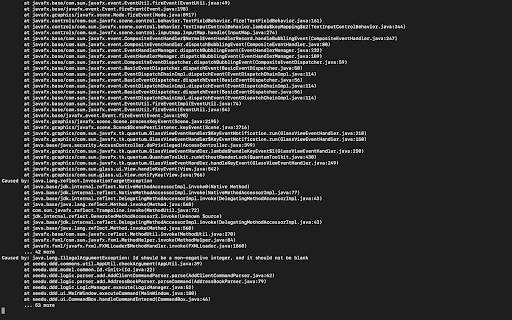 at javafx.base/com.sun.javafx.event.EventUtil.fireEvent(EventUtil.java:49)
at javafx.base/javafx.event.Event.fireEvent(Event.java:198)
at javafx.graphics/javafx.scene.Node.fireEvent(Node.java:8917)
at javafx.controls/com.sun.javafx.scene.control.behavior.TextFieldBehavior.fire(TextFieldBehavior.java:161)
at javafx.controls/com.sun.javafx.scene.control.behavior.TextInputControlBehavior.lambda$keyMapping$62(TextInputControlBehavior.java:344)
at javafx.controls/com.sun.javafx.scene.control.inputmap.InputMap.handle(InputMap.java:274)
at javafx.base/com.sun.javafx.event.CompositeEventHandler$NormalEventHandlerRecord.handleBubblingEvent(CompositeEventHandler.java:247)
at javafx.base/com.sun.javafx.event.CompositeEventHandler.dispatchBubblingEvent(CompositeEventHandler.java:80)
at javafx.base/com.sun.javafx.event.EventHandlerManager.dispatchBubblingEvent(EventHandlerManager.java:232)
at javafx.base/com.sun.javafx.event.EventHandlerManager.dispatchBubblingEvent(EventHandlerManager.java:189)
at javafx.base/com.sun.javafx.event.CompositeEventDispatcher.dispatchBubblingEvent(CompositeEventDispatcher.java:59)
at javafx.base/com.sun.javafx.event.BasicEventDispatcher.dispatchEvent(BasicEventDispatcher.java:58)
at javafx.base/com.sun.javafx.event.EventDispatchChainImpl.dispatchEvent(EventDispatchChainImpl.java:114)
at javafx.base/com.sun.javafx.event.BasicEventDispatcher.dispatchEvent(BasicEventDispatcher.java:56)
at javafx.base/com.sun.javafx.event.EventDispatchChainImpl.dispatchEvent(EventDispatchChainImpl.java:114)
at javafx.base/com.sun.javafx.event.BasicEventDispatcher.dispatchEvent(BasicEventDispatcher.java:56)
at javafx.base/com.sun.javafx.event.EventDispatchChainImpl.dispatchEvent(EventDispatchChainImpl.java:114)
at javafx.base/com.sun.javafx.event.EventUtil.fireEventImpl(EventUtil.java:74)
at javafx.base/com.sun.javafx.event.EventUtil.fireEvent(EventUtil.java:54)
at javafx.base/javafx.event.Event.fireEvent(Event.java:198)
at javafx.graphics/javafx.scene.Scene.processKeyEvent(Scene.java:2195)
at javafx.graphics/javafx.scene.Scene$ScenePeerListener.keyEvent(Scene.java:2716)
at javafx.graphics/com.sun.javafx.tk.quantum.GlassViewEventHandler$KeyEventNotification.run(GlassViewEventHandler.java:218)
at javafx.graphics/com.sun.javafx.tk.quantum.GlassViewEventHandler$KeyEventNotification.run(GlassViewEventHandler.java:150)
at java.base/java.security.AccessController.doPrivileged(AccessController.java:399)
at javafx.graphics/com.sun.javafx.tk.quantum.GlassViewEventHandler.lambda$handleKeyEvent$1(GlassViewEventHandler.java:250)
at javafx.graphics/com.sun.javafx.tk.quantum.QuantumToolkit.runWithoutRenderLock(QuantumToolkit.java:430)
at javafx.graphics/com.sun.javafx.tk.quantum.GlassViewEventHandler.handleKeyEvent(GlassViewEventHandler.java:249)
at javafx.graphics/com.sun.glass.ui.View.handleKeyEvent(View.java:542)
at javafx.graphics/com.sun.glass.ui.View.notifyKey(View.java:966)
Caused by: java.lang.reflect.InvocationTargetException
at java.base/jdk.internal.reflect.NativeMethodAccessorImpl.invoke0(Native Method)
at java.base/jdk.internal.reflect.NativeMethodAccessorImpl.invoke(NativeMethodAccessorImpl.java:77)
at java.base/jdk.internal.reflect.DelegatingMethodAccessorImpl.invoke(DelegatingMethodAccessorImpl.java:43)
at java.base/java.lang.reflect.Method.invoke(Method.java:568)
at com.sun.javafx.reflect.Trampoline.invoke(MethodUtil.java:72)
at jdk.internal.reflect.GeneratedMethodAccessor2.invoke(Unknown Source)
at java.base/jdk.internal.reflect.DelegatingMethodAccessorImpl.invoke(DelegatingMethodAccessorImpl.java:43)
at java.base/java.lang.reflect.Method.invoke(Method.java:568)
at javafx.base/com.sun.javafx.reflect.MethodUtil.invoke(MethodUtil.java:270)
at javafx.fxml/com.sun.javafx.fxml.MethodHelper.invoke(MethodHelper.java:84)
at javafx.fxml/javafx.fxml.FXMLLoader$MethodHandler.invoke(FXMLLoader.java:1880)
... 42 more
Caused by: java.lang.IllegalArgumentException: Id should be a non-negative integer, and it should not be blank
at seedu.ddd.commons.util.AppUtil.checkArgument(AppUtil.java:39)
at seedu.ddd.model.common.Id.<init>(Id.java:22)
at seedu.ddd.logic.parser.AddClientCommandParser.parse(AddClientCommandParser.java:62)
at seedu.ddd.logic.parser.AddressBookParser.parseCommand(AddressBookParser.java:79)
at seedu.ddd.logic.LogicManager.execute(LogicManager.java:52)
at seedu.ddd.ui.MainWindow.executeCommand(MainWindow.java:180)
at seedu.ddd.ui.CommandBox.handleCommandEntered(CommandBox.java:46)
... 53 more